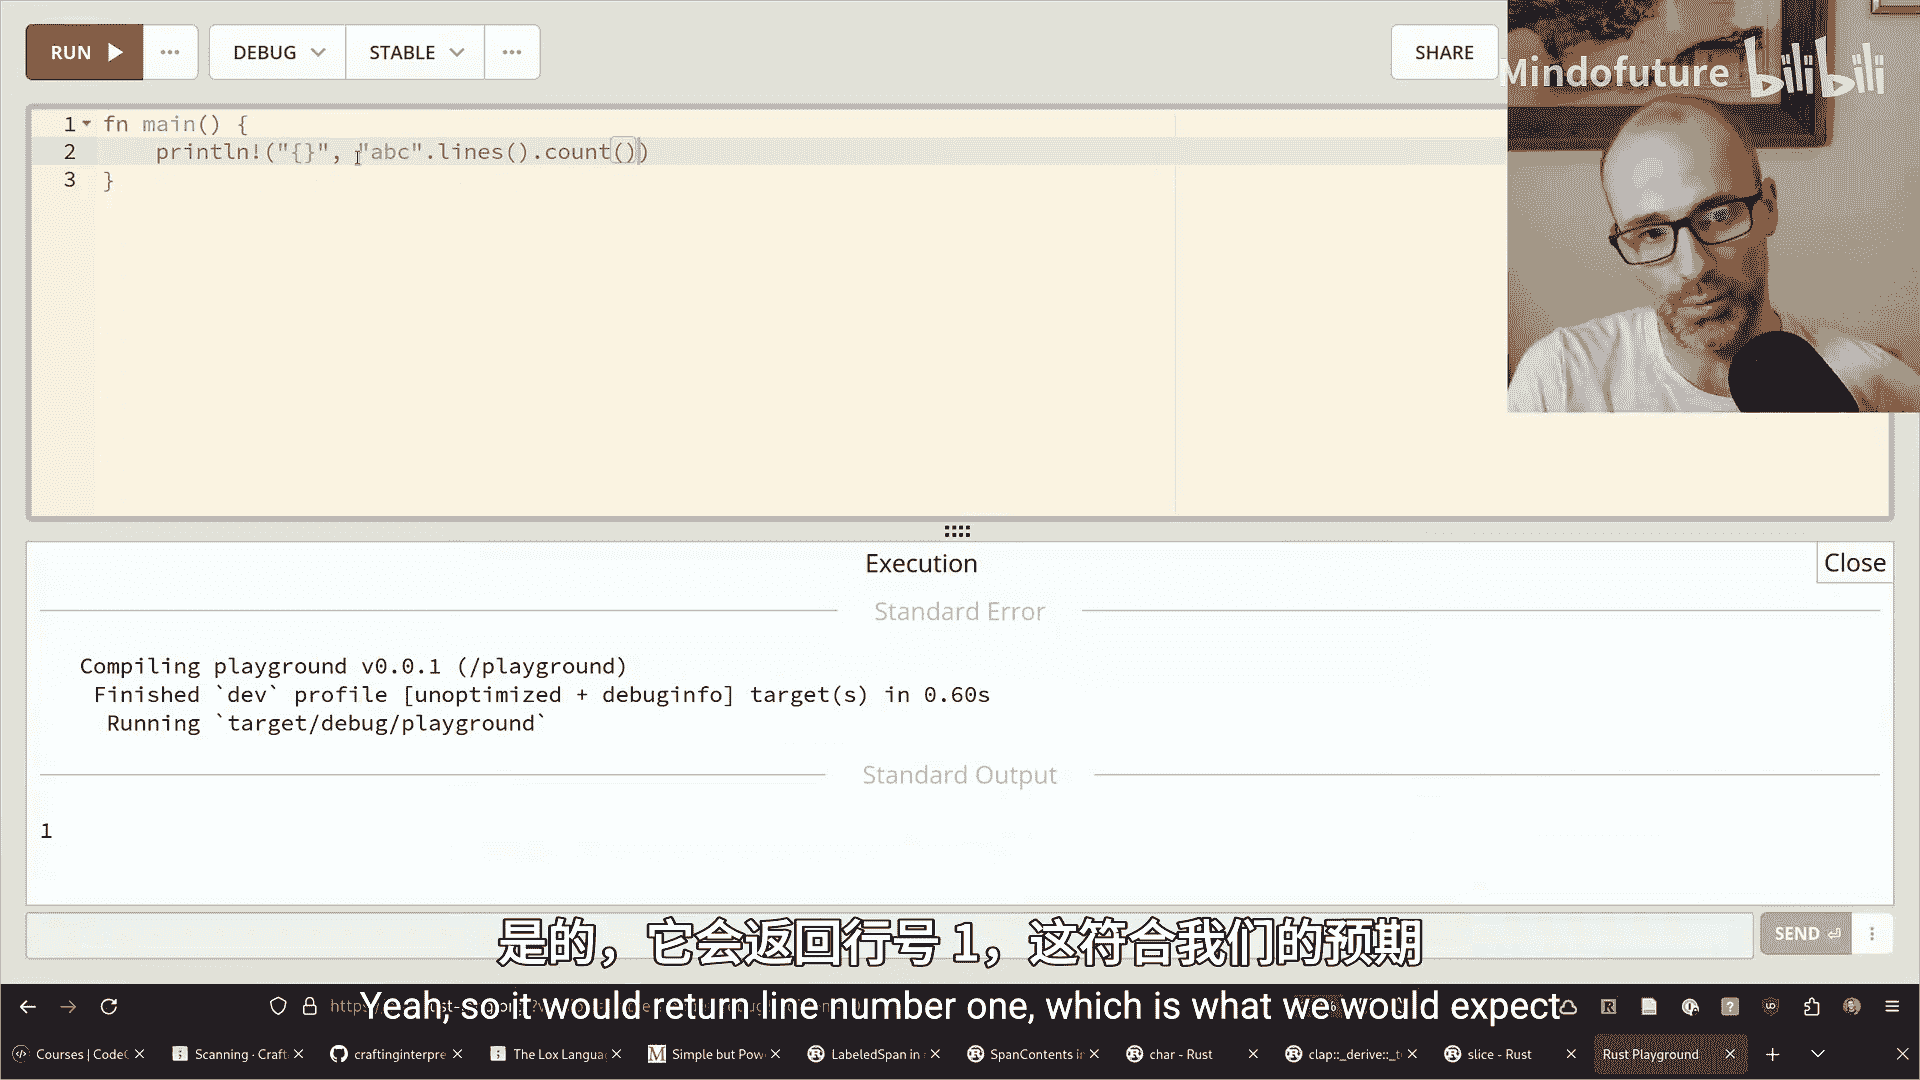 RUN ▶ ••• DEBUG STABLE ••• SHARE
Mindofuture bilibili
1 fn main() {
2 println!("{}", "abc".lines().count())
3 }
Execution
Close
Standard Error
Compiling playground v0.0.1 (/playground)
Finished `dev` profile [unoptimized + debuginfo] target(s) in 0.60s
Running `target/debug/playground`
Standard Output
1
SEND
是的，它会返回行号 1，这符合我们的预期
Yeah, so it would return line number one, which is what we would expect
Courses | Code Scanning · Craft craftinginterpre The Lox Langua Simple but Pow LabeledSpan in SpanContents in char - Rust clap::_derive::_t slice - Rust Rust Playground